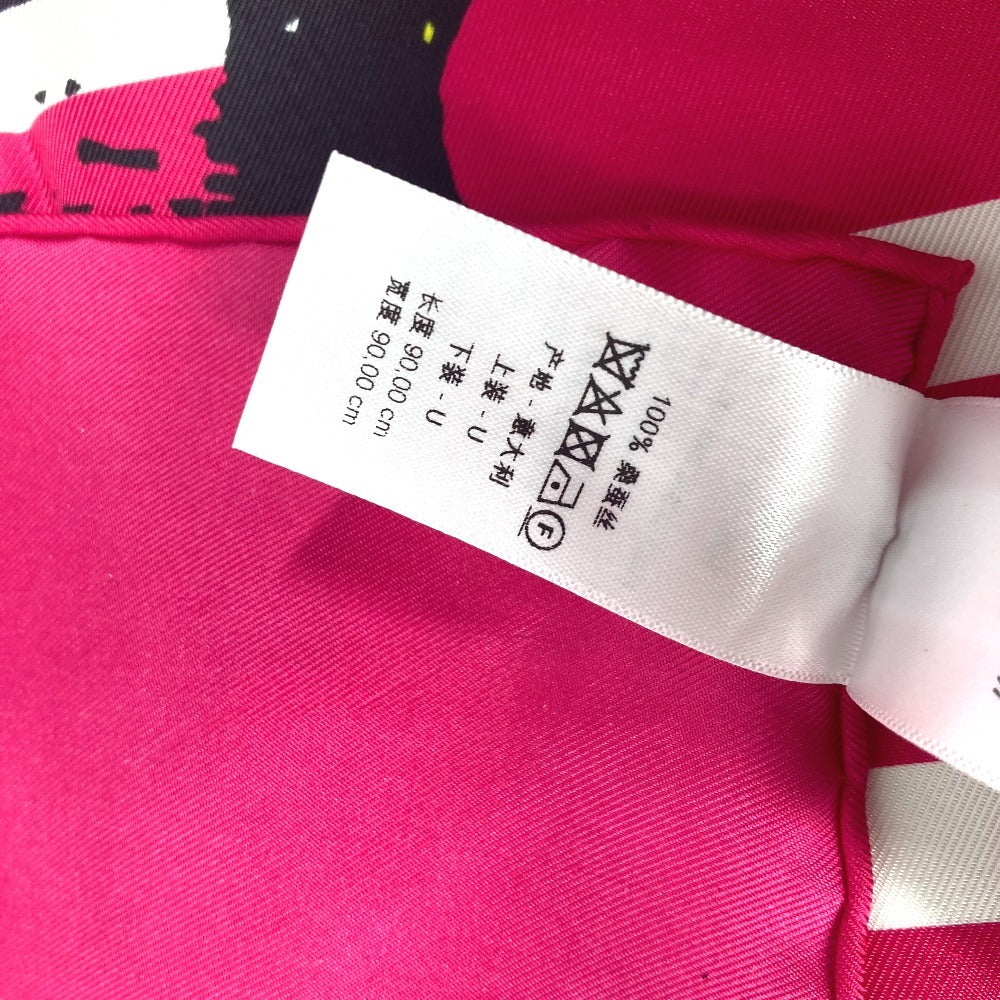 100% 桑蚕丝
F
产地 - 意大利
上装 - U
下装 - U
长度 90.00 cm
宽度 90.00 cm